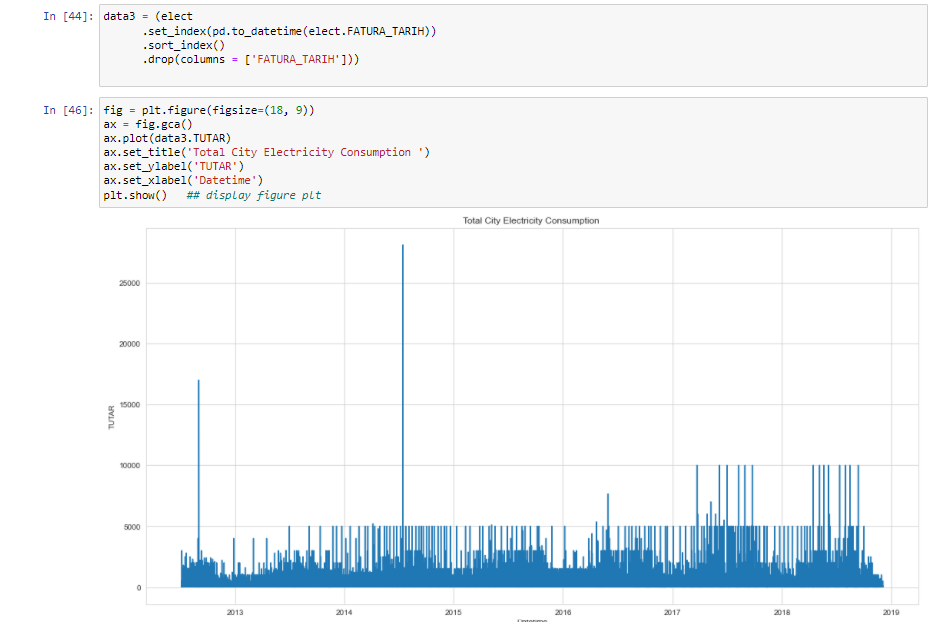 In [44]: data3 = (elect
.set_index(pd.to_datetime(elect.FATURA_TARIH))
.sort_index()
.drop(columns = ['FATURA_TARIH']))
In [46]: fig = plt.figure(figsize=(18, 9))
ax = fig.gca()
ax.plot(data3.TUTAR)
ax.set_title('Total City Electricity Consumption ')
ax.set_ylabel('TUTAR')
ax.set_xlabel('Datetime')
plt.show()   ## display figure plt
Total City Electricity Consumption
25000
20000
15000
10000
5000
0
TUTAR
2013 2014 2015 2016 2017 2018 2019